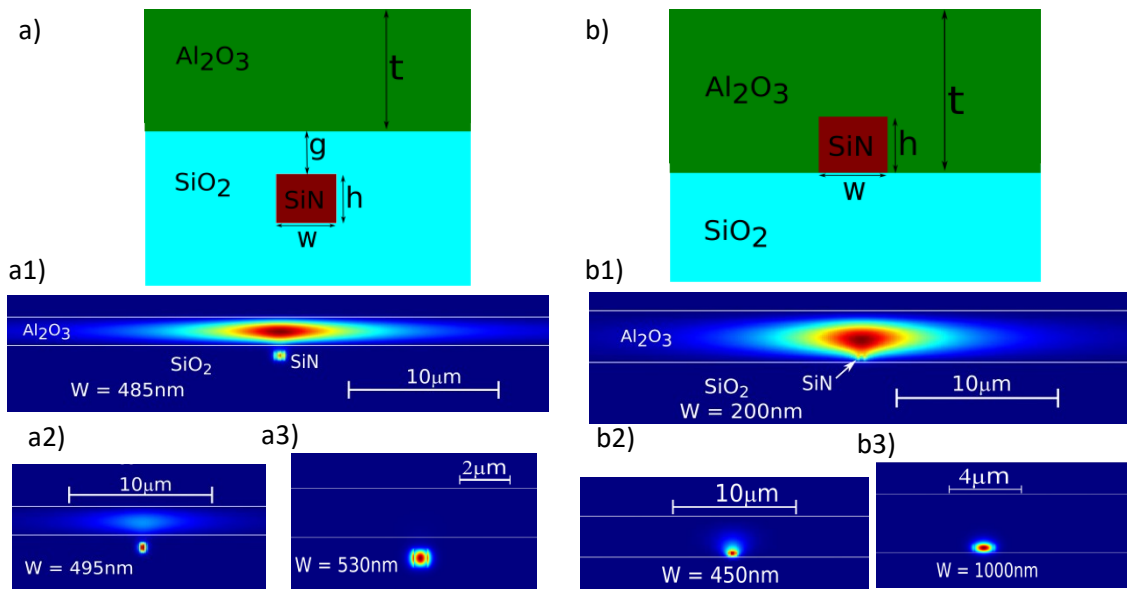 a)
Al2O3
t
g
SiO2
SiN
h
w
b)
Al2O3
t
SiN
h
w
SiO2
a1)
Al2O3
SiO2
SiN
W = 485nm
10μm
b1)
Al2O3
SiO2
SiN
W = 200nm
10μm
a2)
10μm
W = 495nm
a3)
2μm
W = 530nm
b2)
10μm
W = 450nm
b3)
4μm
W = 1000nm